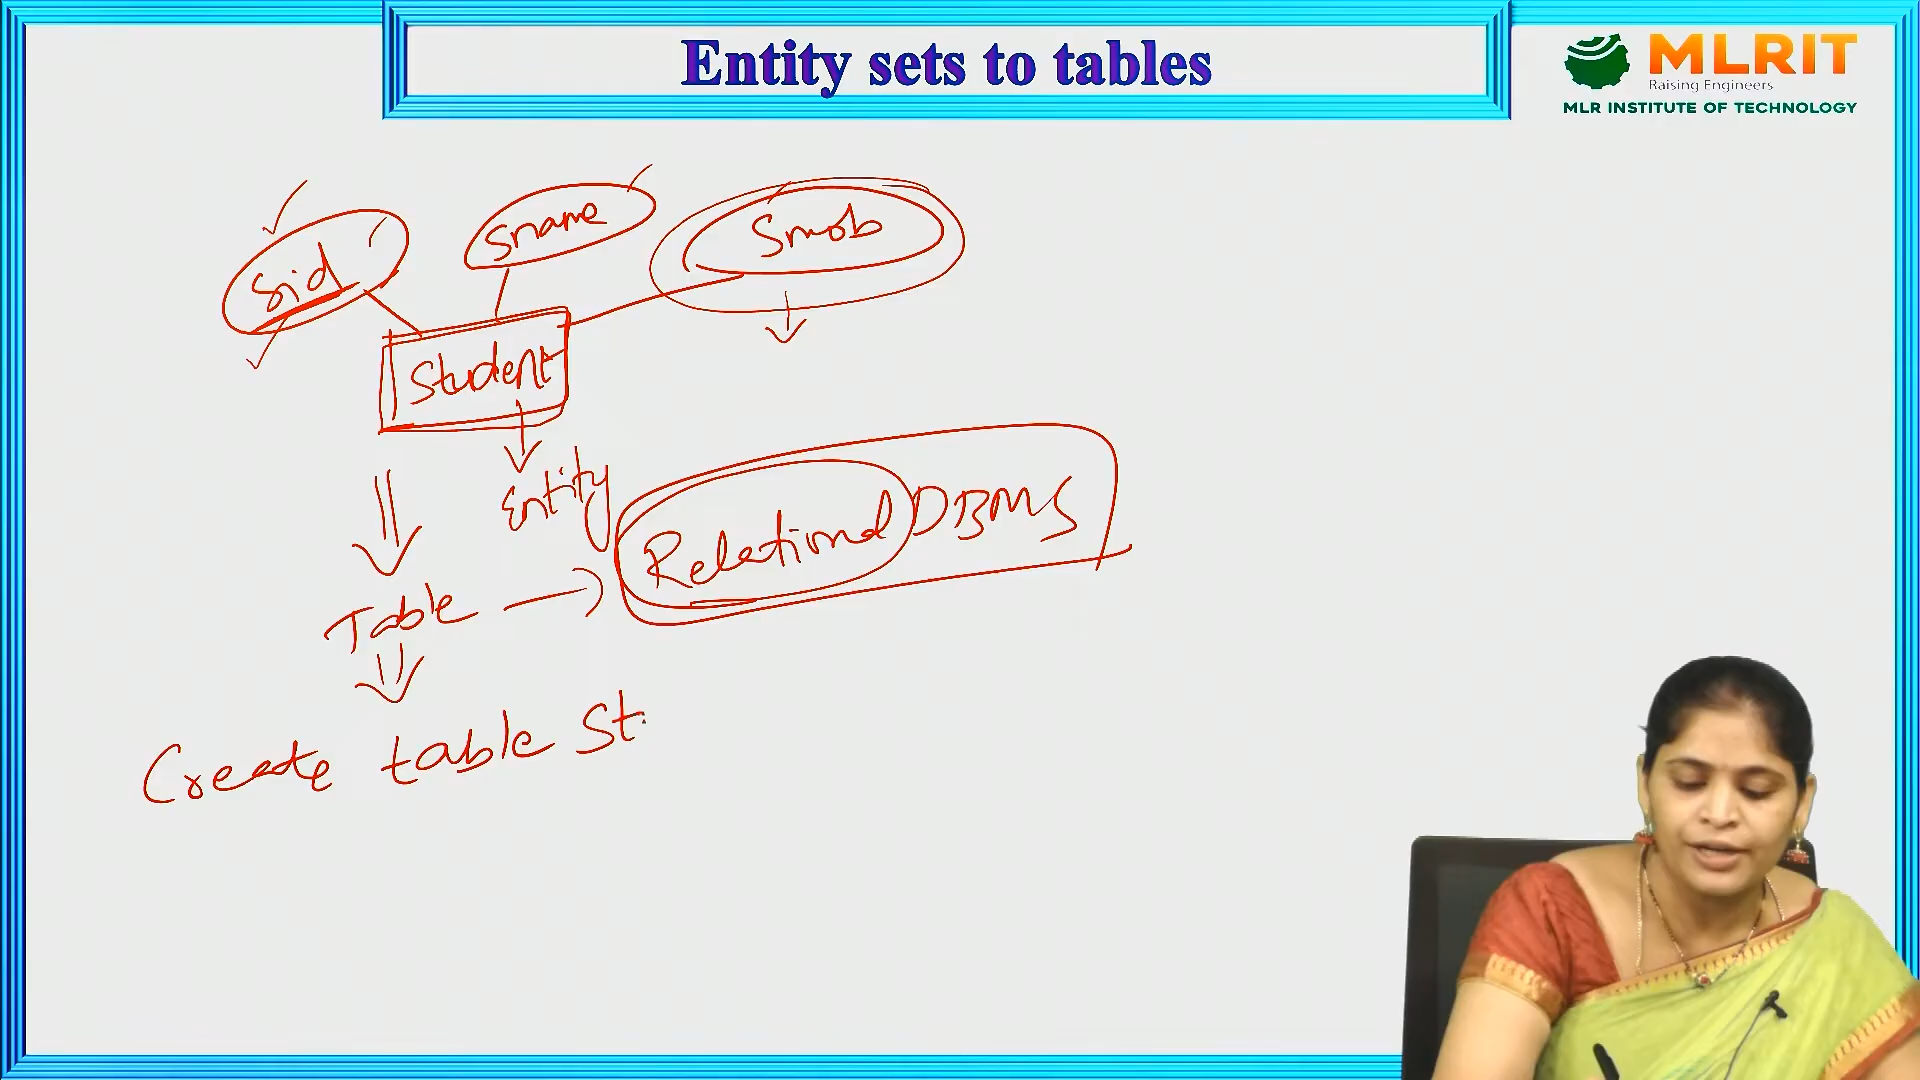 Entity sets to tables
MLRIT
Raising Engineers
MLR INSTITUTE OF TECHNOLOGY
Sid
Sname
Smob
Student
Entity
Relational DBMS
Table
Create table St